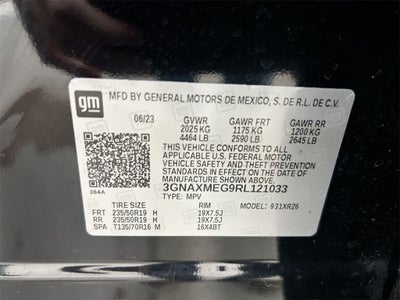 gm
MFD BY GENERAL MOTORS DE MEXICO, S. DE R.L. DE C.V.
06/23 GVWR GAWR FRT GAWR RR
2025 KG 1175 KG 1200 KG
4464 LB 2590 LB 2645 LB
THIS VEHICLE CONFORMS TO ALL
APPLICABLE U.S. FEDERAL MOTOR
VEHICLE SAFETY, BUMPER, AND
THEFT PREVENTION STANDARDS
IN EFFECT ON THE DATE OF
MANUFACTURE SHOWN ABOVE.
3GNAXMEG9RL121033
TYPE: MPV MODEL: 931XR26
TIRE SIZE RIM
FRT 235/50R19 H 19X7.5J
RR 235/50R19 H 19X7.5J
SPA T135/70R16 M 16X4BT